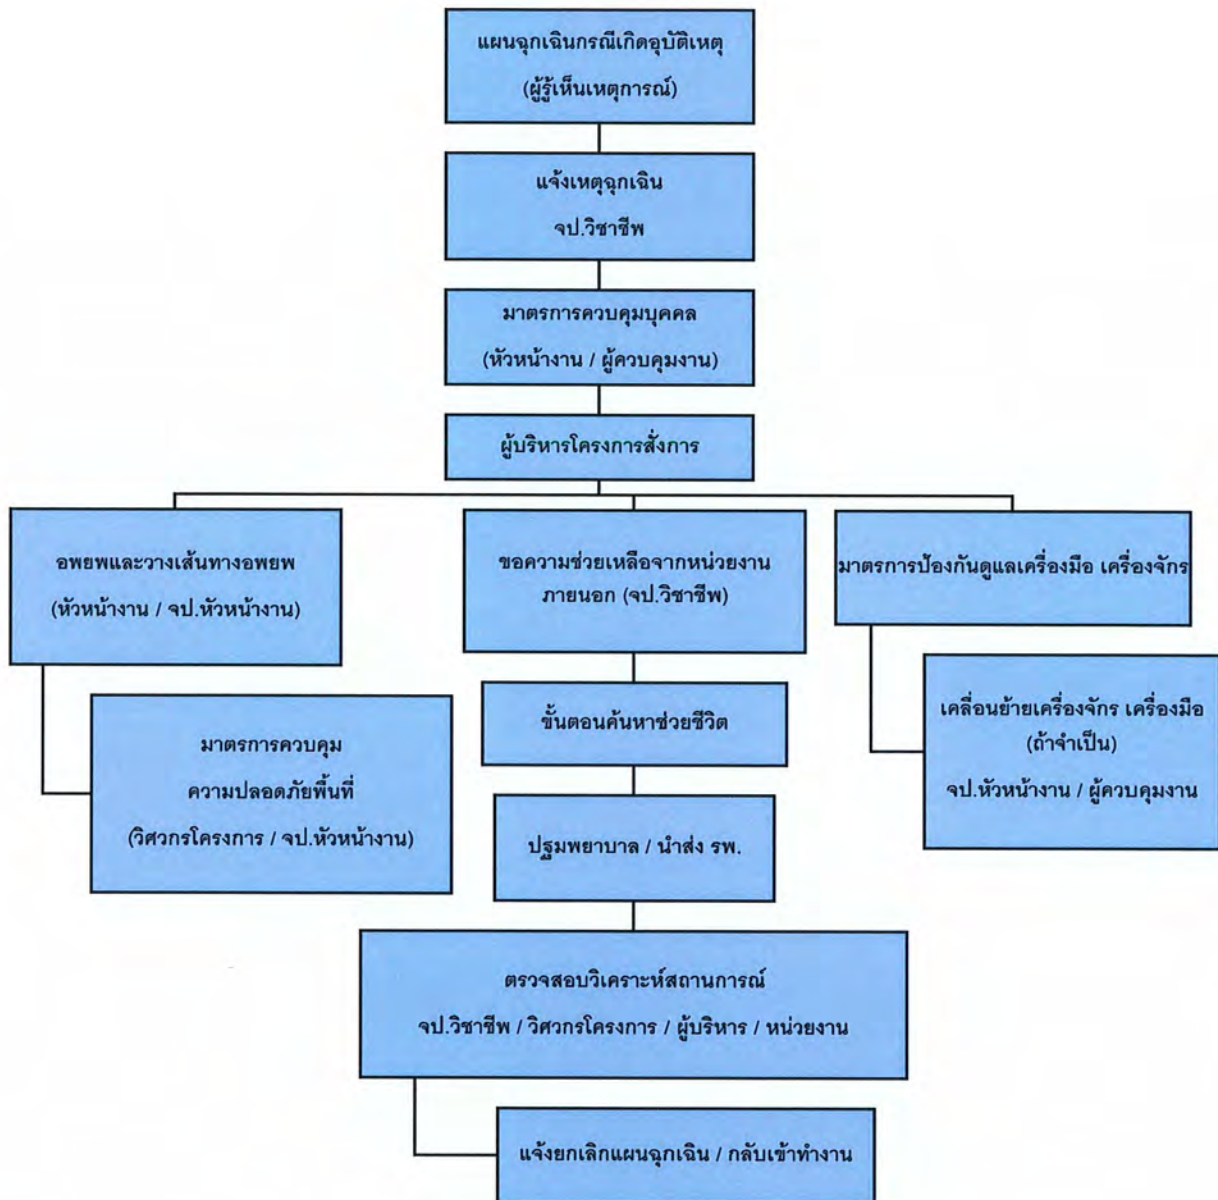 แผนฉุกเฉินกรณีเกิดอุบัติเหตุ
(ผู้รู้เห็นเหตุการณ์)
แจ้งเหตุฉุกเฉิน
จป.วิชาชีพ
มาตรการควบคุมบุคคล
(หัวหน้างาน / ผู้ควบคุมงาน)
ผู้บริหารโครงการสั่งการ
อพยพและวางเส้นทางอพยพ
(หัวหน้างาน / จป.หัวหน้างาน)
ขอความช่วยเหลือจากหน่วยงาน
ภายนอก (จป.วิชาชีพ)
มาตรการป้องกันดูแลเครื่องมือ เครื่องจักร
มาตรการควบคุม
ความปลอดภัยพื้นที่
(วิศวกรโครงการ / จป.หัวหน้างาน)
ขั้นตอนค้นหาช่วยชีวิต
เคลื่อนย้ายเครื่องจักร เครื่องมือ
(ถ้าจำเป็น)
จป.หัวหน้างาน / ผู้ควบคุมงาน
ปฐมพยาบาล / นำส่ง รพ.
ตรวจสอบวิเคราะห์สถานการณ์
จป.วิชาชีพ / วิศวกรโครงการ / ผู้บริหาร / หน่วยงาน
แจ้งยกเลิกแผนฉุกเฉิน / กลับเข้าทำงาน